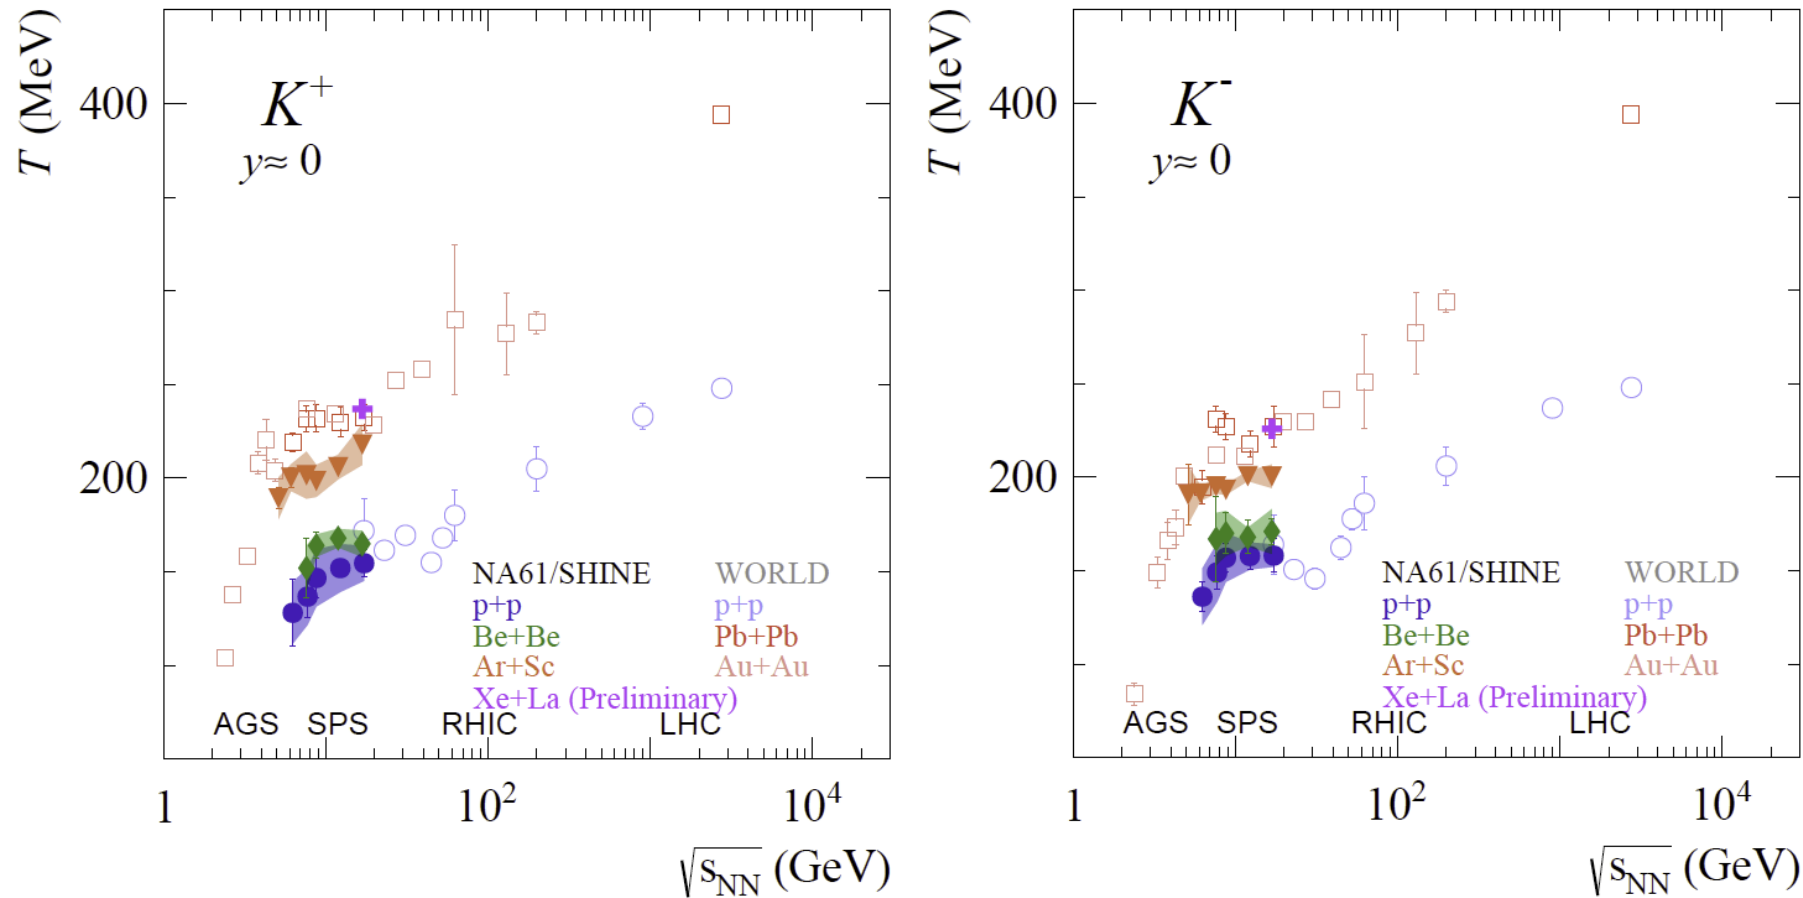 T (MeV)
400
200
K+
y≈ 0
NA61/SHINE WORLD
p+p p+p
Be+Be Pb+Pb
Ar+Sc Au+Au
Xe+La (Preliminary)
AGS SPS RHIC LHC
1 10² 10⁴
√sNN (GeV)
T (MeV)
400
200
K-
y≈ 0
NA61/SHINE WORLD
p+p p+p
Be+Be Pb+Pb
Ar+Sc Au+Au
Xe+La (Preliminary)
AGS SPS RHIC LHC
1 10² 10⁴
√sNN (GeV)